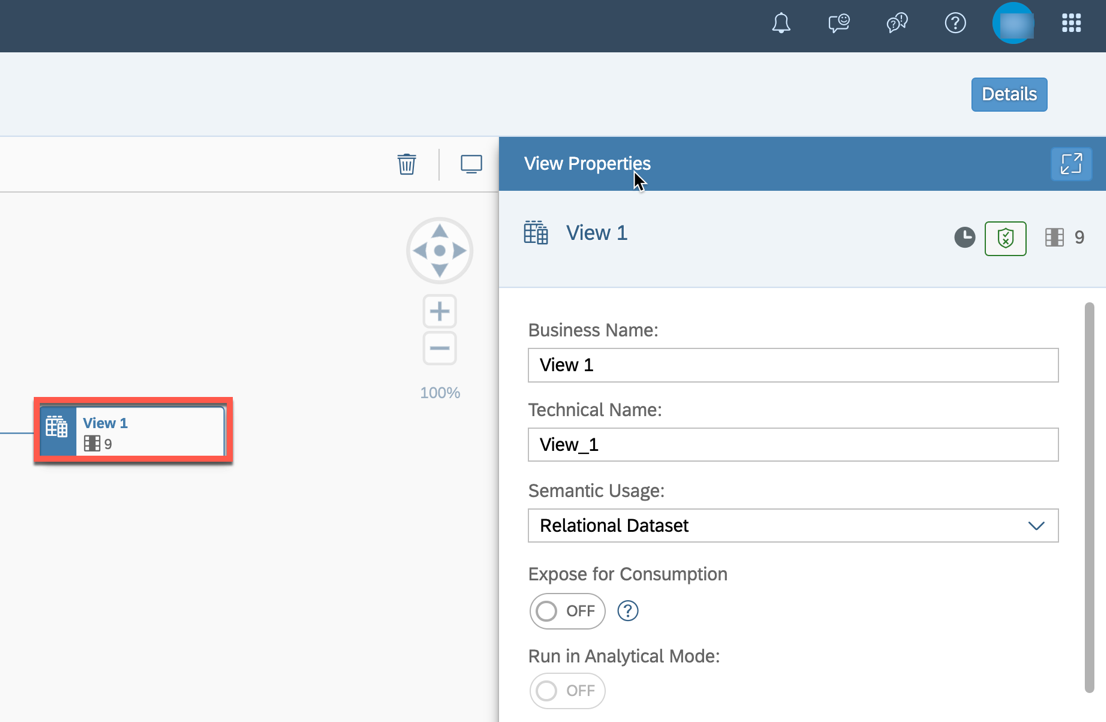 Details
View Properties
View 1
9
100%
View 1
9
Business Name:
View 1
Technical Name:
View_1
Semantic Usage:
Relational Dataset
Expose for Consumption
OFF
Run in Analytical Mode:
OFF